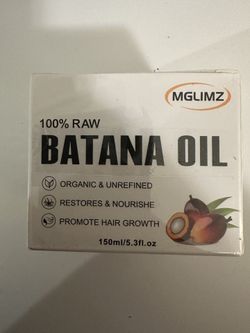 MGLIMZ
100% RAW
BATANA OIL
ORGANIC & UNREFINED
RESTORES & NOURISHE
PROMOTE HAIR GROWTH
150ml/5.3fl.oz